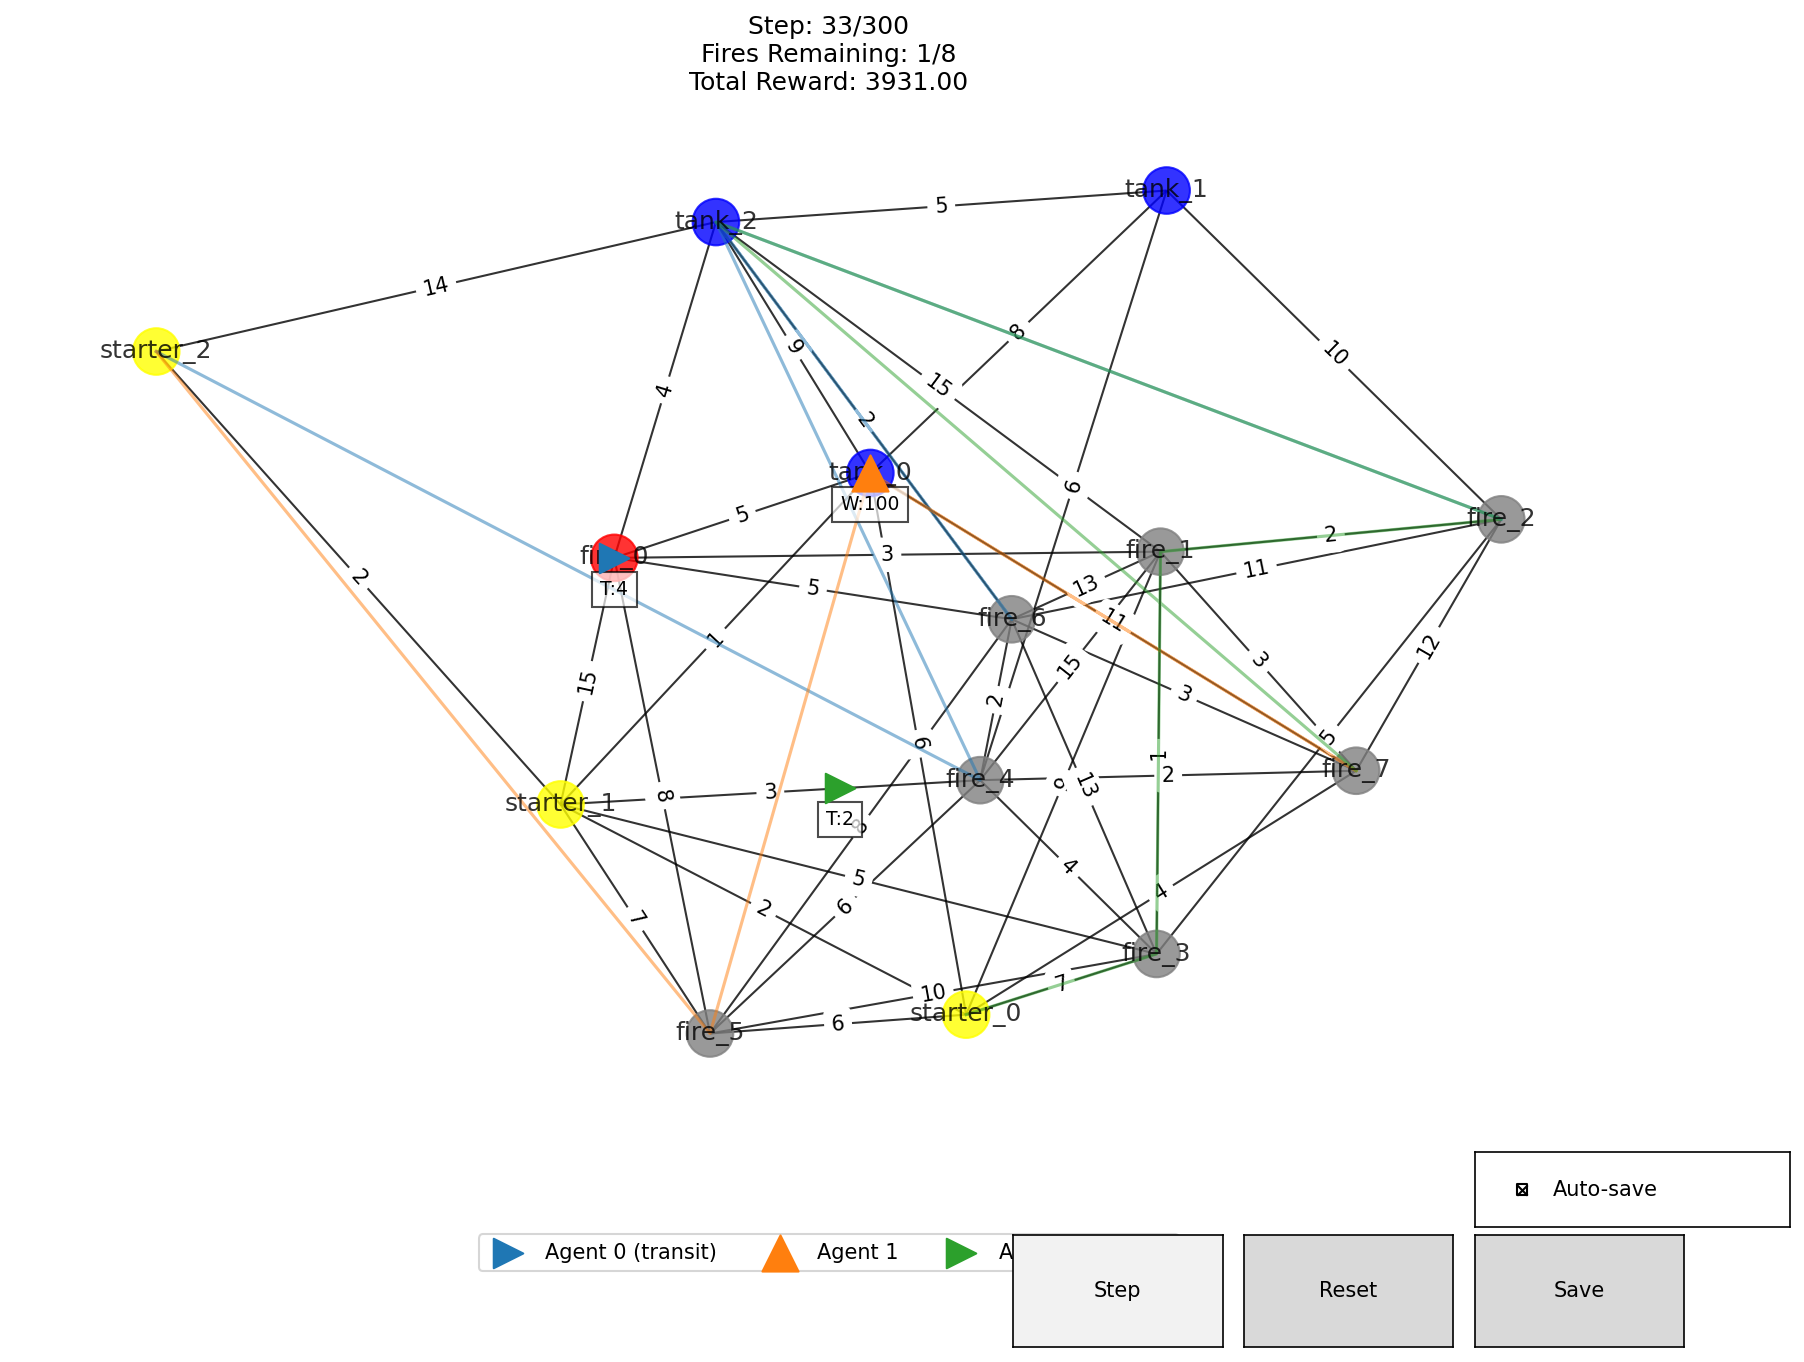 Step: 33/300
Fires Remaining: 1/8
Total Reward: 3931.00
tank_1
5
tank_2
14
8
10
starter_2
9
15
4
2
tank_0
W:100
6
5
fire_2
2
3
fire_1
fire_0
11
T:4
5
13
2
fire_6
11
1
12
3
15
15
3
2
5
6
1
2
fire_7
fire_4
13
9
3
8
starter_1
T:2
8
4
5
4
6
2
7
fire_3
7
10
starter_0
6
fire_5
Auto-save
Agent 0 (transit)
Agent 1
A
Step
Reset
Save